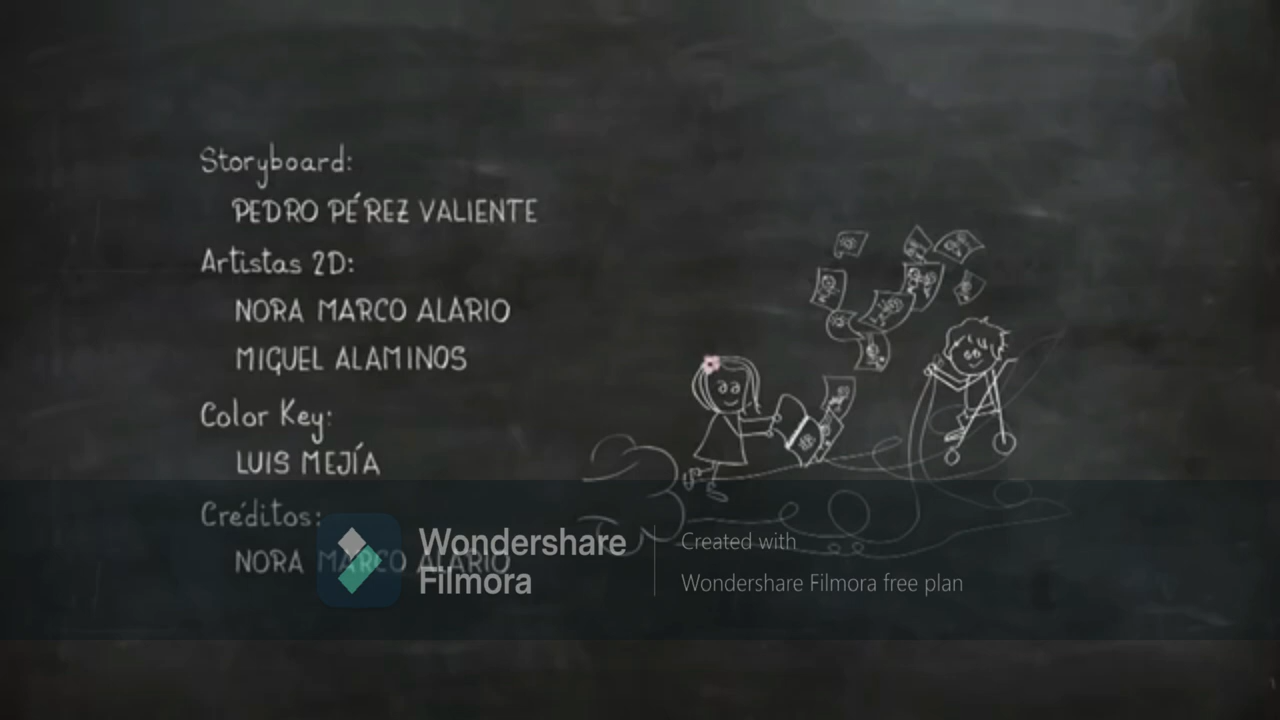 Storyboard:
PEDRO PÉREZ VALIENTE
Artistas 2D:
NORA MARCO ALARIO
MIGUEL ALAMINOS
Color Key:
LUIS MEJÍA
Créditos:
NORA MARCO ALARIO
Wondershare
Filmora
Created with
Wondershare Filmora free plan